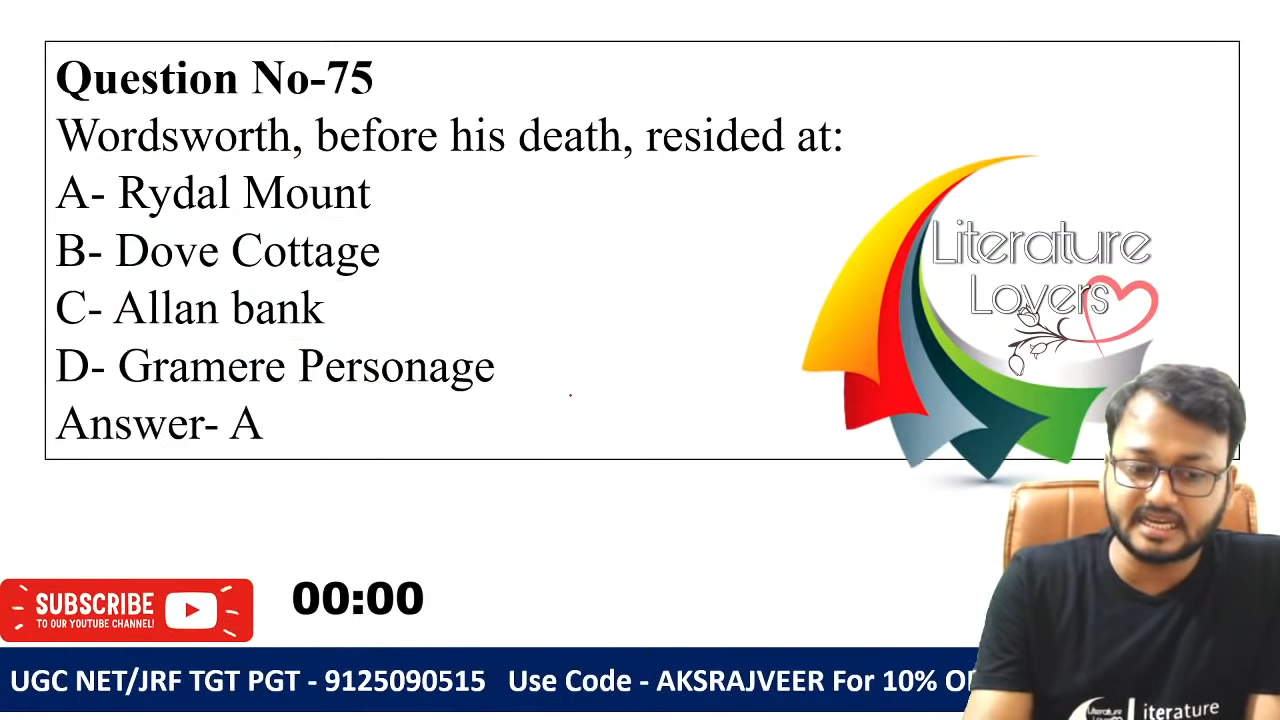 Question No-75
Wordsworth, before his death, resided at:
A- Rydal Mount
B- Dove Cottage
C- Allan bank
D- Gramere Personage
Answer- A
Literature
Lovers
SUBSCRIBE
TO OUR YOUTUBE CHANNEL!
00:00
UGC NET/JRF TGT PGT - 9125090515 Use Code - AKSRAJVEER For 10%
Literature
iterature